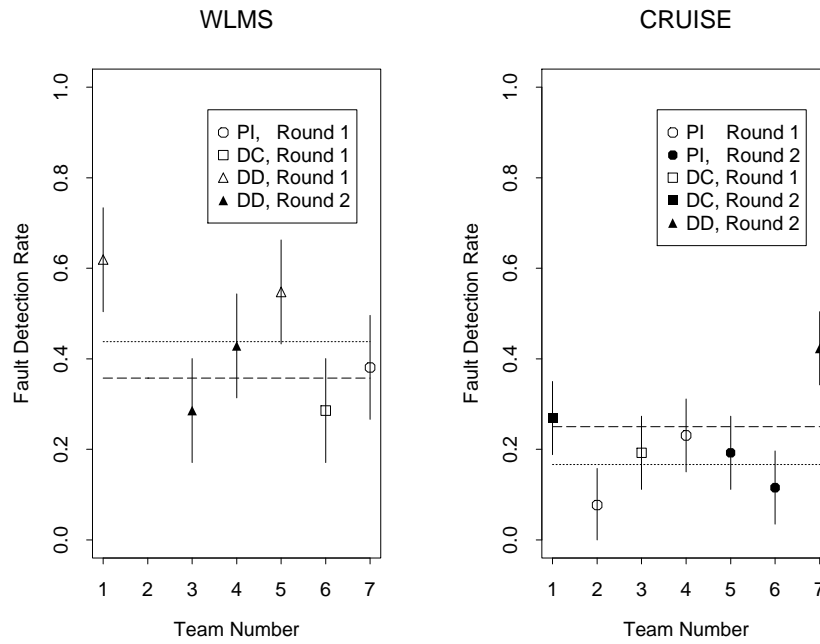 WLMS
1.0
0.8
0.6
0.4
0.2
0.0
Fault Detection Rate
PI, Round 1
DC, Round 1
DD, Round 1
DD, Round 2
1 2 3 4 5 6 7
Team Number
CRUISE
1.0
0.8
0.6
0.4
0.2
0.0
Fault Detection Rate
PI Round 1
PI, Round 2
DC, Round 1
DC, Round 2
DD, Round 2
1 2 3 4 5 6 7
Team Number